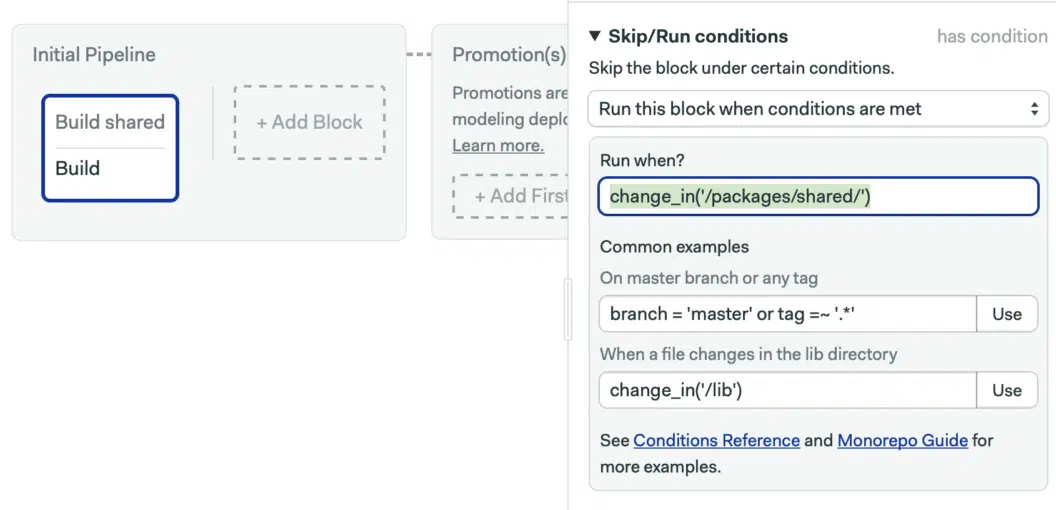 Initial Pipeline
Build shared
Build
+ Add Block
Promotion(s)
Promotions are
modeling deplo
Learn more.
+ Add First
▼ Skip/Run conditions
has condition
Skip the block under certain conditions.
Run this block when conditions are met
Run when?
change_in('/packages/shared/')
Common examples
On master branch or any tag
branch = 'master' or tag =~ '.*'
Use
When a file changes in the lib directory
change_in('/lib')
Use
See Conditions Reference and Monorepo Guide for
more examples.